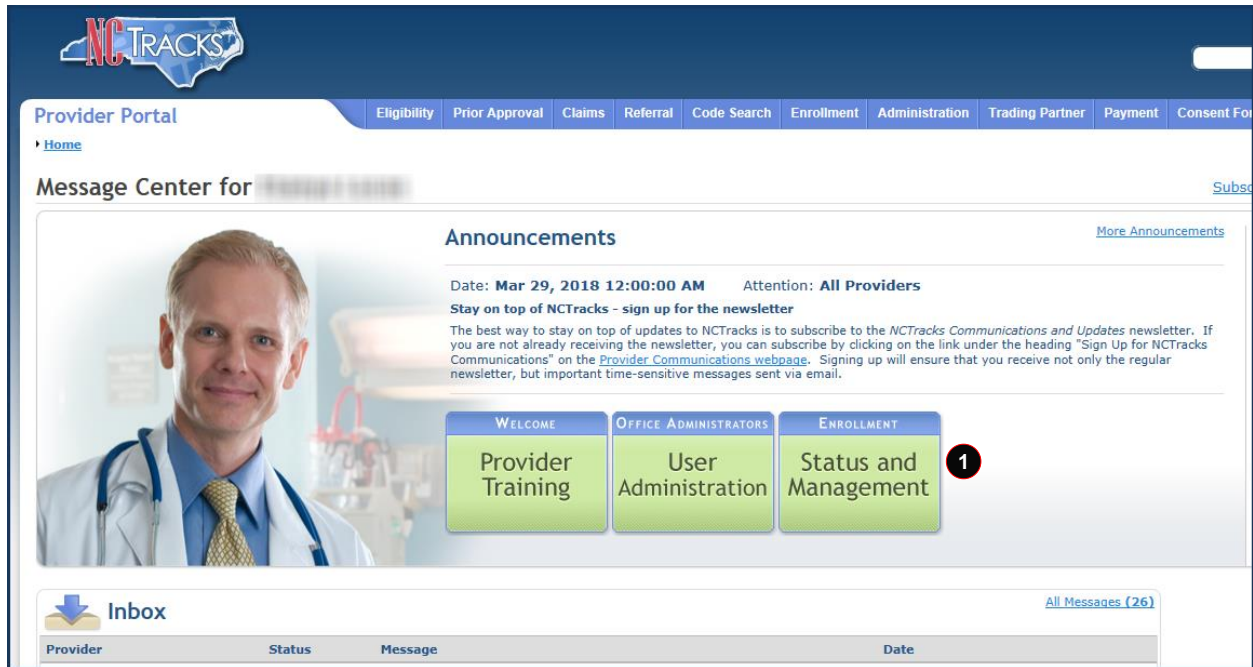 NCTRACKS
Provider Portal
Eligibility Prior Approval Claims Referral Code Search Enrollment Administration Trading Partner Payment Consent For
Home
Message Center for
Subsc
Announcements
More Announcements
Date: Mar 29, 2018 12:00:00 AM Attention: All Providers
Stay on top of NCTracks - sign up for the newsletter
The best way to stay on top of updates to NCTracks is to subscribe to the NCTracks Communications and Updates newsletter. If
you are not already receiving the newsletter, you can subscribe by clicking on the link under the heading "Sign Up for NCTracks
Communications" on the Provider Communications webpage. Signing up will ensure that you receive not only the regular
newsletter, but important time-sensitive messages sent via email.
WELCOME
Provider
Training
OFFICE ADMINISTRATORS
User
Administration
ENROLLMENT
Status and
Management
1
Inbox
All Messages (26)
Provider Status Message Date